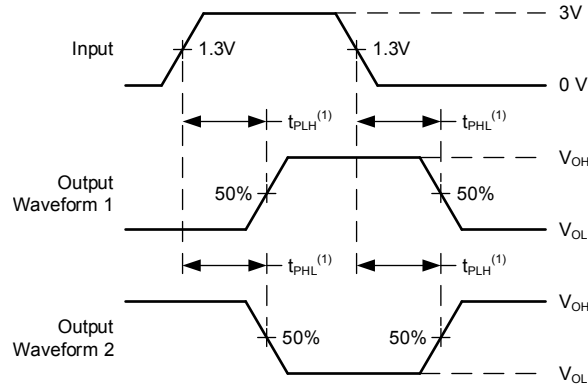 3V
Input
1.3V
1.3V
0 V
tPLH(1)
tPHL(1)
VOH
Output
Waveform 1
50%
50%
VOL
tPHL(1)
tPLH(1)
VOH
Output
Waveform 2
50%
50%
VOL